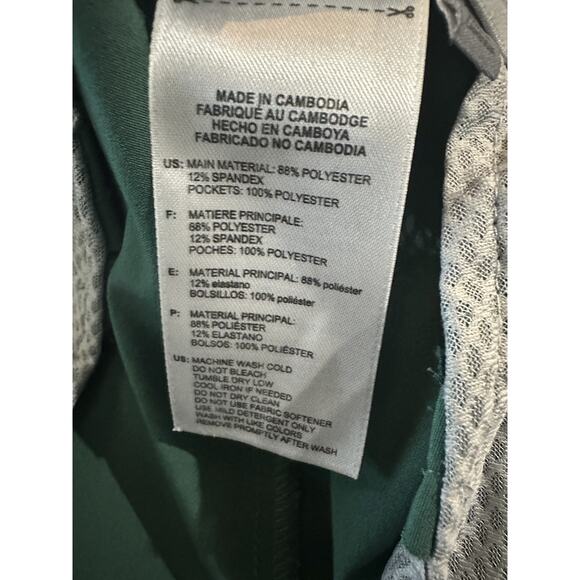 MADE IN CAMBODIA
FABRIQUÉ AU CAMBODGE
HECHO EN CAMBOYA
FABRICADO NO CAMBODIA
US: MAIN MATERIAL: 88% POLYESTER
12% SPANDEX
POCKETS: 100% POLYESTER
F: MATIERE PRINCIPALE:
88% POLYESTER
12% SPANDEX
POCHES: 100% POLYESTER
E: MATERIAL PRINCIPAL: 88% poliéster
12% elastano
BOLSILLOS: 100% poliéster
P: MATERIAL PRINCIPAL:
88% POLIÉSTER
12% ELASTANO
BOLSOS: 100% POLIÉSTER
US: MACHINE WASH COLD
DO NOT BLEACH
TUMBLE DRY LOW
COOL IRON IF NEEDED
DO NOT DRY CLEAN
DO NOT USE FABRIC SOFTENER
USE MILD DETERGENT ONLY
WASH WITH LIKE COLORS
REMOVE PROMPTLY AFTER WASH